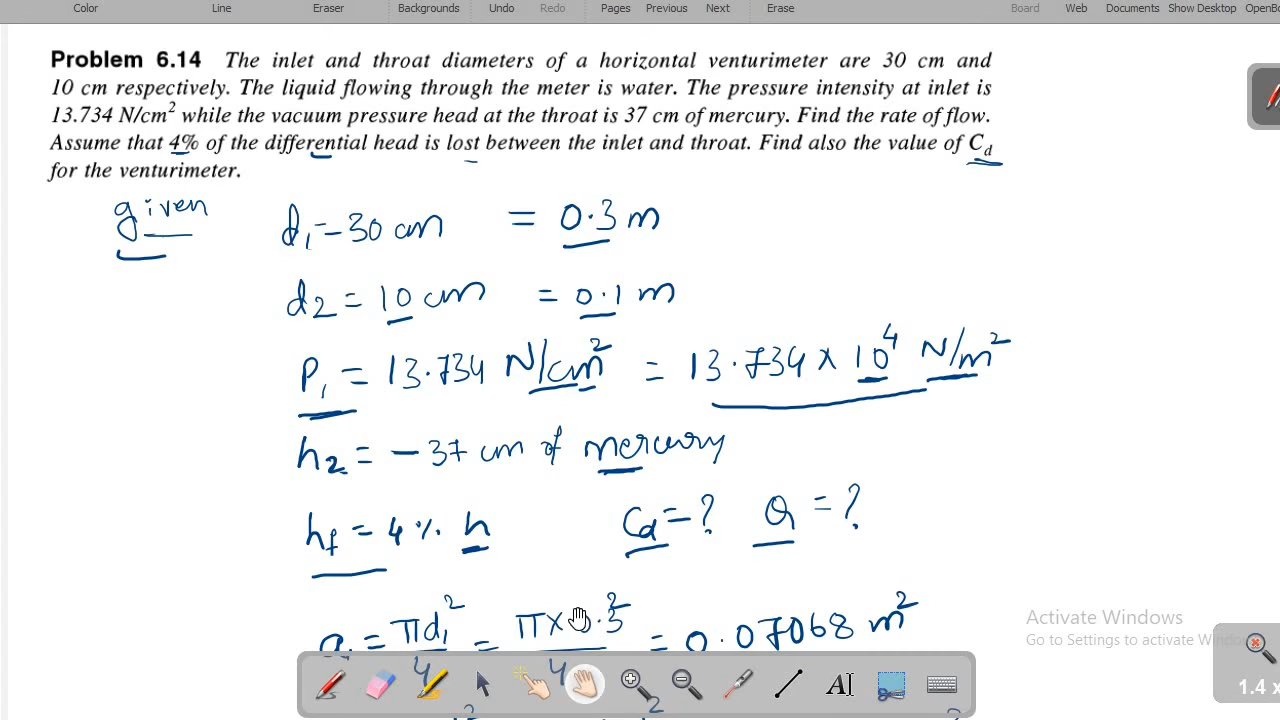 Color Line Eraser Backgrounds Undo Redo Pages Previous Next Erase Board Web Documents Show Desktop
Problem 6.14 The inlet and throat diameters of a horizontal venturimeter are 30 cm and
10 cm respectively. The liquid flowing through the meter is water. The pressure intensity at inlet is
13.734 N/cm² while the vacuum pressure head at the throat is 37 cm of mercury. Find the rate of flow.
Assume that 4% of the differential head is lost between the inlet and throat. Find also the value of C_d
for the venturimeter.
given d₁ = 30 cm = 0.3 m
d2 = 10 cm = 0.1 m
P₁ = 13.734 N/cm² = 13.734 × 10⁴ N/m²
h₂ = - 37 cm of mercury
h_f = 4 % h Cd = ? Q = ?
a₁ = πd₁²/4 = π×0.3²/4 = 0.07068 m²
Activate Windows
Go to Settings to activate Windows
AI
1.4 x